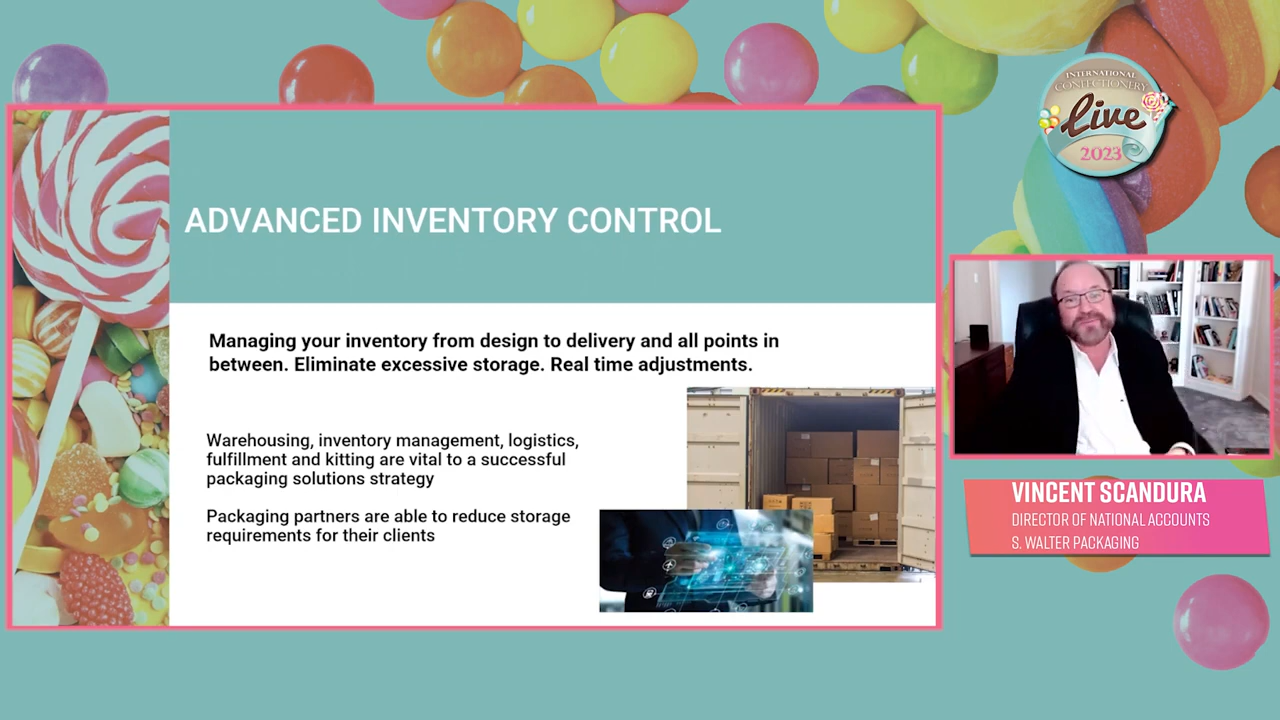 INTERNATIONAL
CONFECTIONERY
Live
2023
ADVANCED INVENTORY CONTROL
Managing your inventory from design to delivery and all points in
between. Eliminate excessive storage. Real time adjustments.
Warehousing, inventory management, logistics,
fulfillment and kitting are vital to a successful
packaging solutions strategy
Packaging partners are able to reduce storage
requirements for their clients
VINCENT SCANDURA
DIRECTOR OF NATIONAL ACCOUNTS
S. WALTER PACKAGING